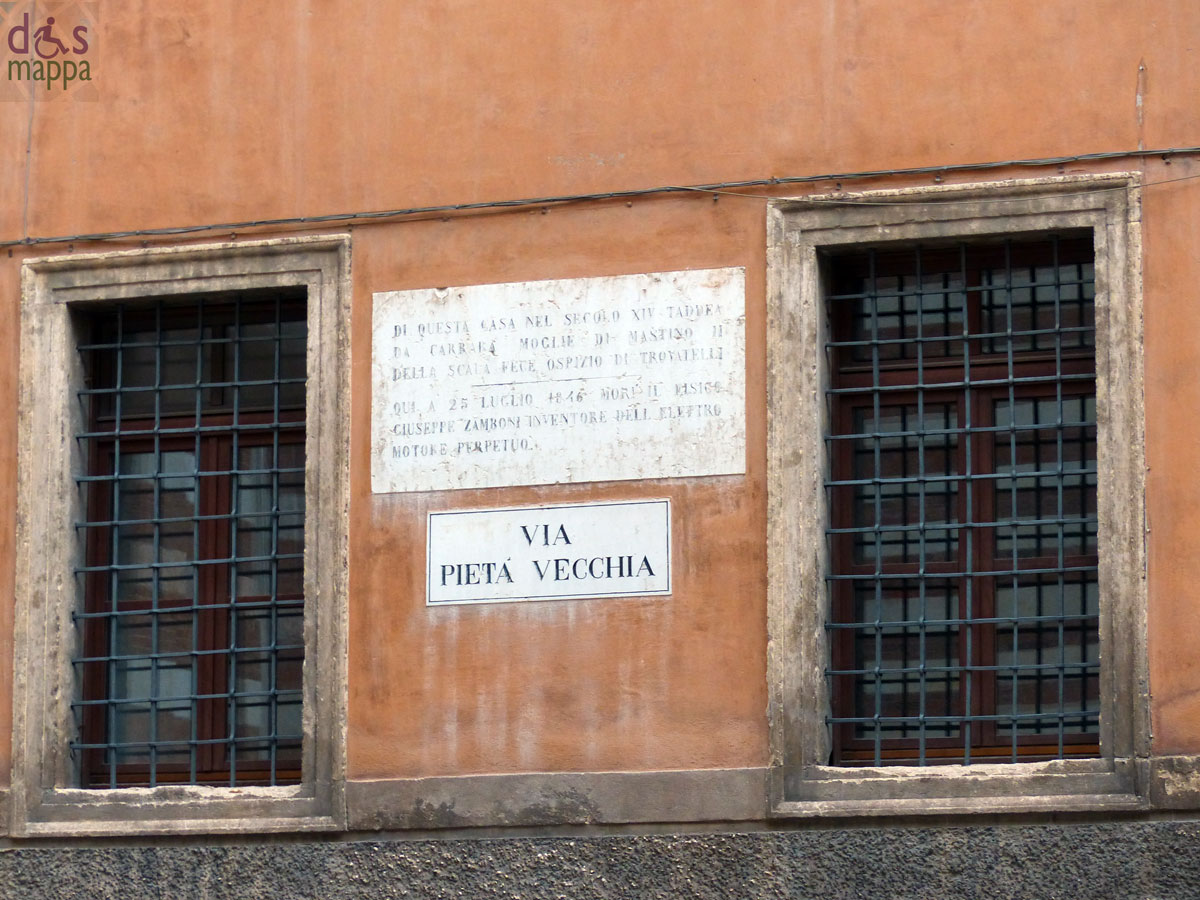 dis
mappa
DI QUESTA CASA NEL SECOLO XIV TADDEA
DA CARRARA MOGLIE DI MASTINO II
DELLA SCALA FECE OSPIZIO DI TROVATELLI
QUI A 25 LUGLIO 1846 MORI IL FISICO
GIUSEPPE ZAMBONI INVENTORE DELL ELETTRO
MOTORE PERPETUO.
VIA
PIETÁ VECCHIA